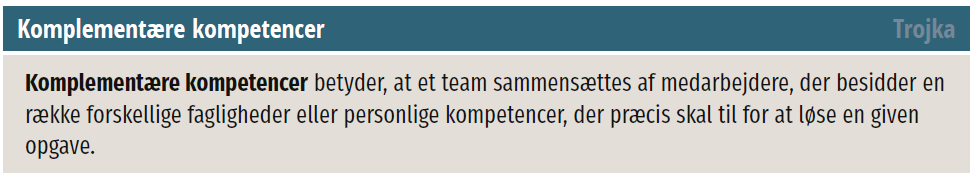 Komplementære kompetencer Trojka
Komplementære kompetencer betyder, at et team sammensættes af medarbejdere, der besidder en
række forskellige fagligheder eller personlige kompetencer, der præcis skal til for at løse en given
opgave.